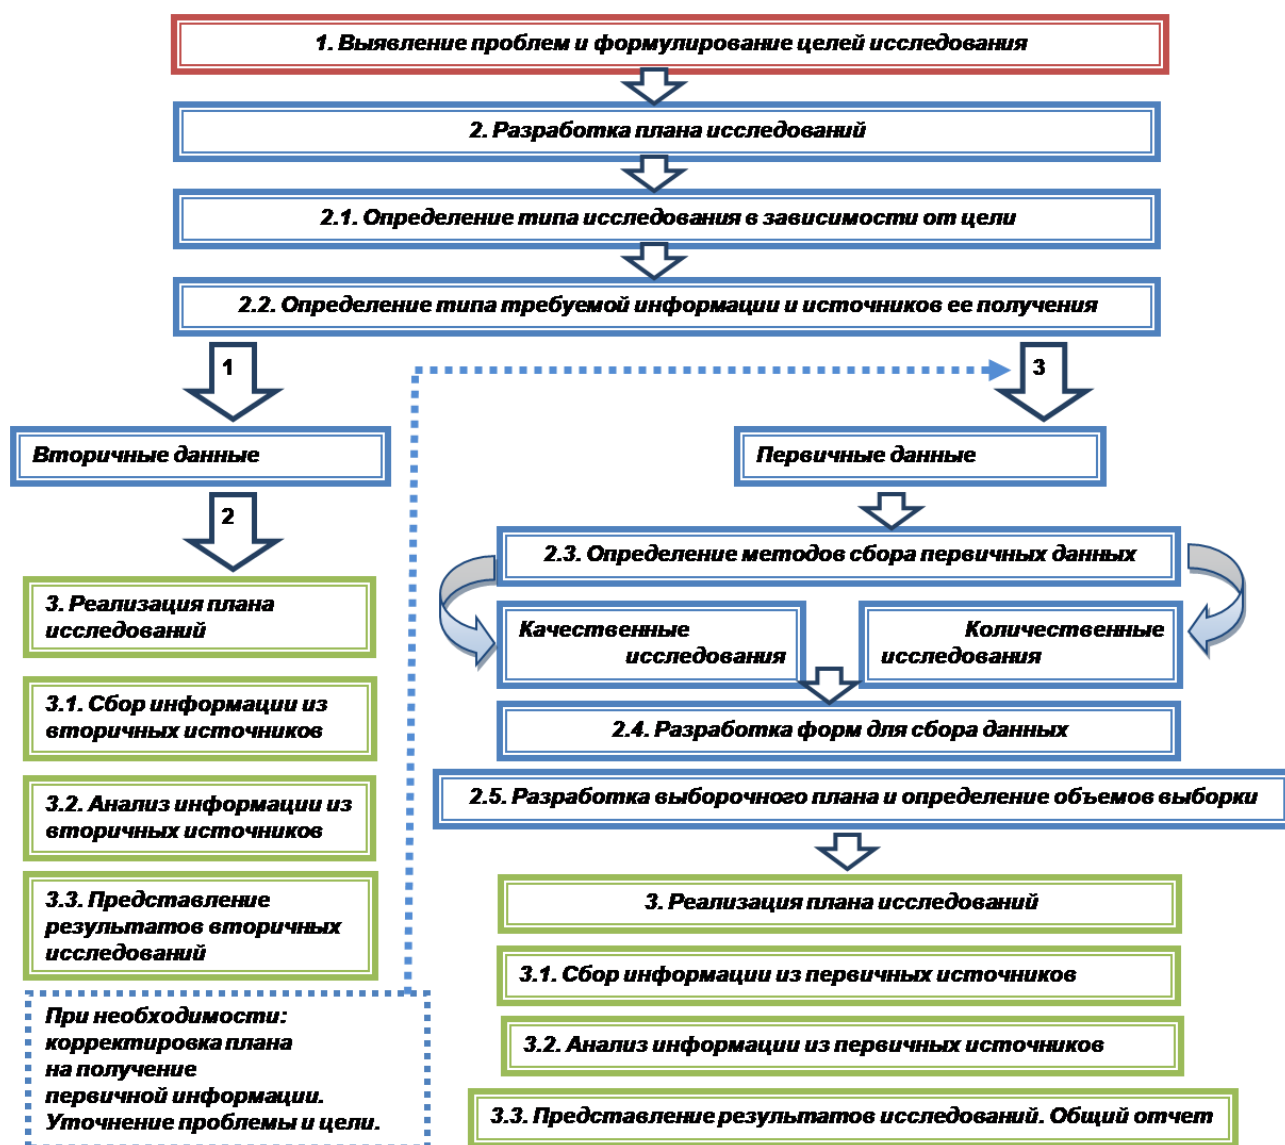 1. Выявление проблем и формулирование целей исследования
2. Разработка плана исследований
2.1. Определение типа исследования в зависимости от цели
2.2. Определение типа требуемой информации и источников ее получения
1
3
Вторичные данные
Первичные данные
2
2.3. Определение методов сбора первичных данных
3. Реализация плана
исследований
Качественные
исследования
Количественные
исследования
3.1. Сбор информации из
вторичных источников
2.4. Разработка форм для сбора данных
2.5. Разработка выборочного плана и определение объемов выборки
3.2. Анализ информации из
вторичных источников
3.3. Представление
результатов вторичных
исследований
3. Реализация плана исследований
3.1. Сбор информации из первичных источников
При необходимости:
корректировка плана
на получение
первичной информации.
Уточнение проблемы и цели.
3.2. Анализ информации из первичных источников
3.3. Представление результатов исследований. Общий отчет